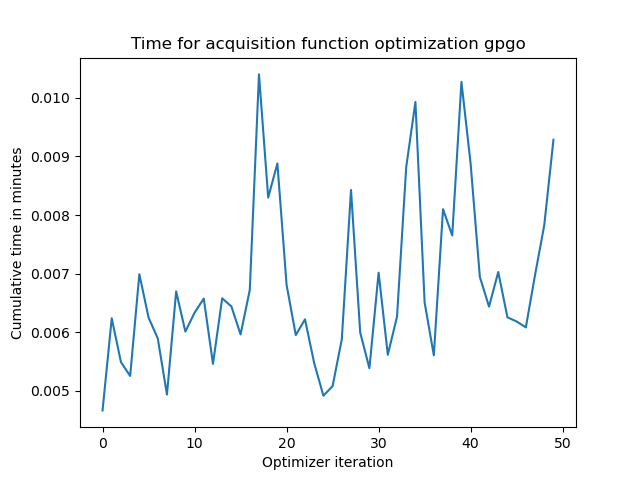 Time for acquisition function optimization gpgo
Cumulative time in minutes
0.010
0.009
0.008
0.007
0.006
0.005
0 10 20 30 40 50
Optimizer iteration